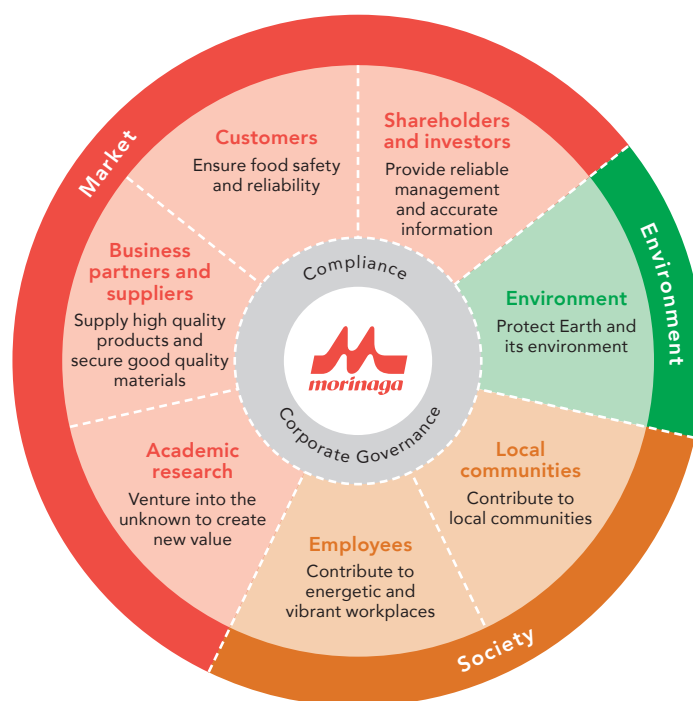 Market
Customers
Ensure food safety
and reliability
Shareholders
and investors
Provide reliable
management
and accurate
information
Environment
Environment
Protect Earth and
its environment
Business
partners and
suppliers
Supply high quality
products and
secure good quality
materials
Compliance
morinaga
Corporate Governance
Academic
research
Venture into the
unknown to create
new value
Local
communities
Contribute to
local communities
Employees
Contribute to
energetic and
vibrant workplaces
Society